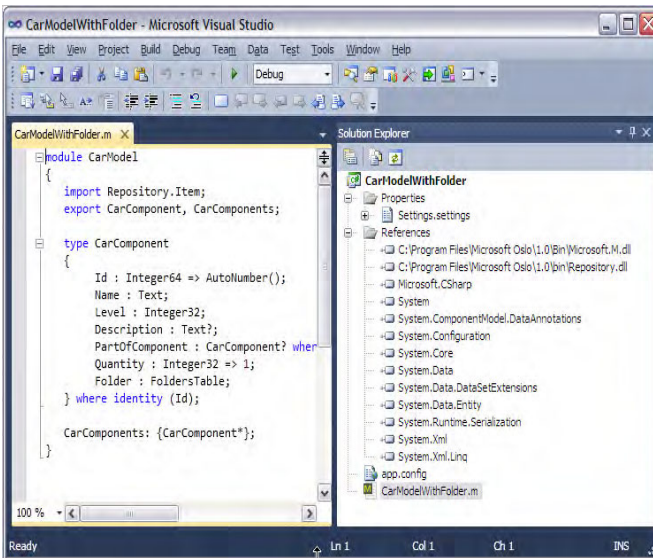 CarModelWithFolder - Microsoft Visual Studio
File Edit View Project Build Debug Team Data Test Tools Window Help
Debug
CarModelWithFolder.m X
module CarModel
{
import Repository.Item;
export CarComponent, CarComponents;
type CarComponent
{
Id : Integer64 => AutoNumber();
Name : Text;
Level : Integer32;
Description : Text?;
PartOfComponent : CarComponent? wher
Quantity : Integer32 => 1;
Folder : FoldersTable;
} where identity (Id);
CarComponents: {CarComponent*};
}
100 %
Solution Explorer
CarModelWithFolder
Properties
Settings.settings
References
C:\Program Files\Microsoft Oslo\1.0\Bin\Microsoft.M.dll
C:\Program Files\Microsoft Oslo\1.0\bin\Repository.dll
Microsoft.CSharp
System
System.ComponentModel.DataAnnotations
System.Configuration
System.Core
System.Data
System.Data.DataSetExtensions
System.Data.Entity
System.Runtime.Serialization
System.Xml
System.Xml.Linq
app.config
CarModelWithFolder.m
Ready Ln 1 Col 1 Ch 1 INS